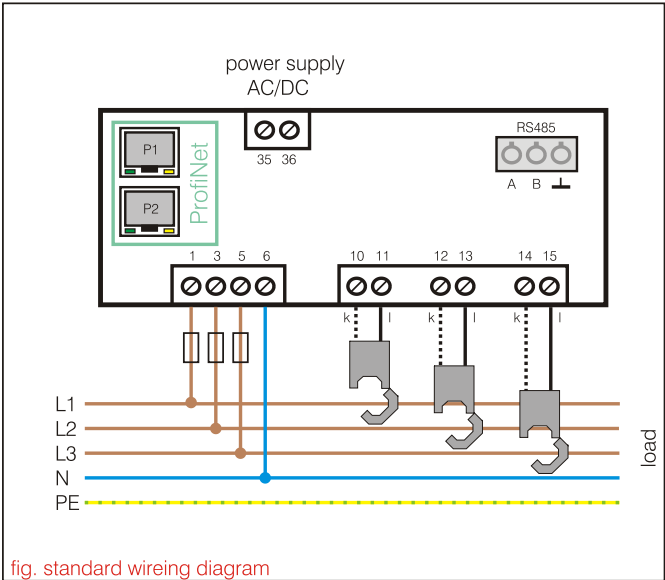 power supply
AC/DC
35 36
RS485
A B
P1
P2
ProfiNet
1 3 5 6
10 11 12 13 14 15
k l k l k l
L1
L2
L3
N
PE
load
fig. standard wireing diagram